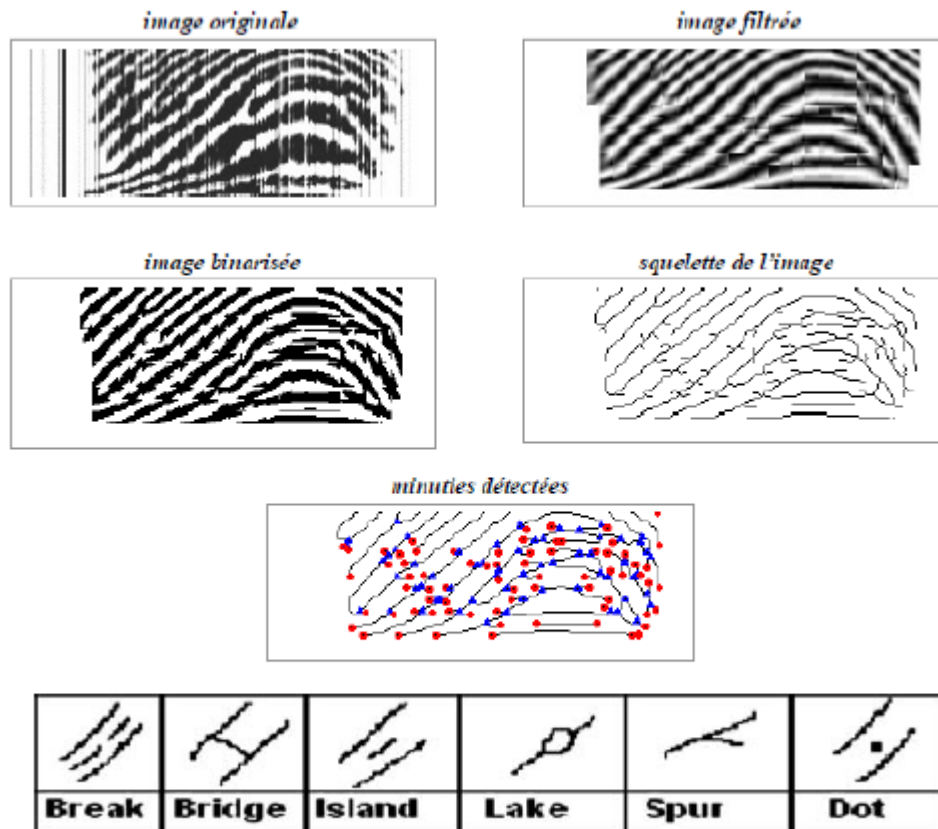 image originale
image filtrée
image binarisée
squelette de l'image
minuties détectées
Break Bridge Island Lake Spur Dot